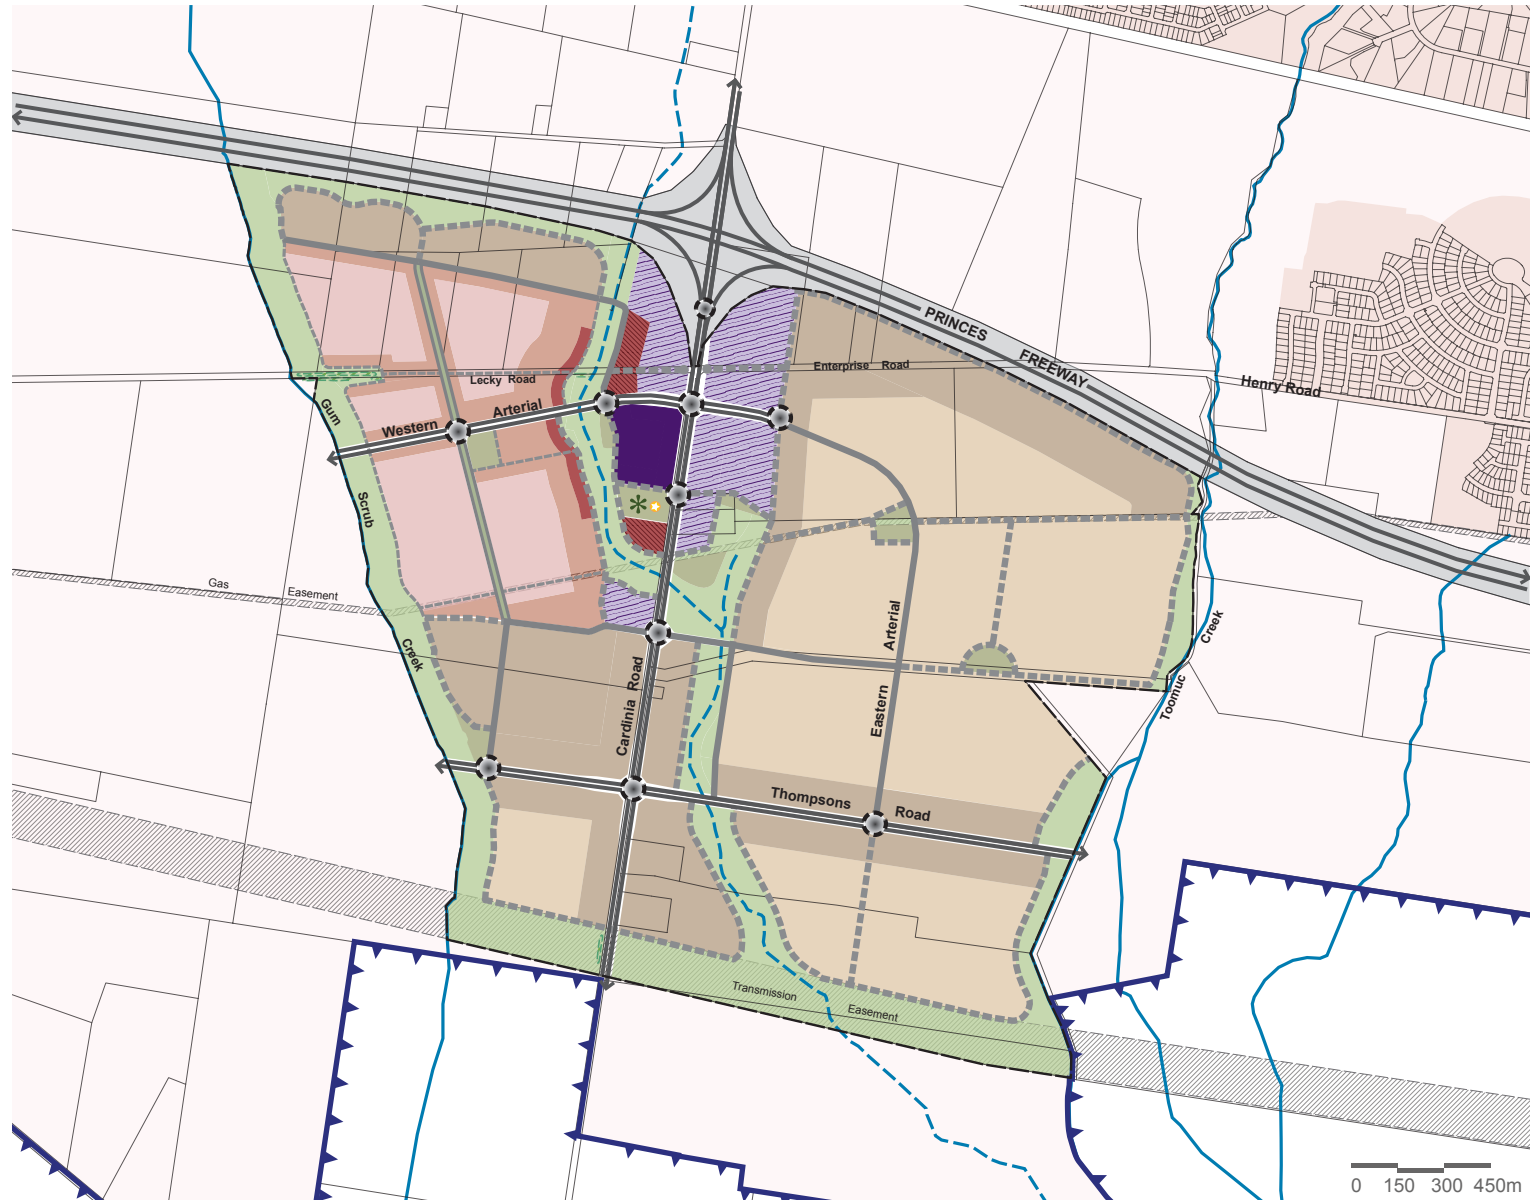 PRINCES FREEWAY
Enterprise Road
Henry Road
Lecky Road
Western Arterial
Gum
Scrub
Creek
Gas Easement
Cardinia Road
Eastern Arterial
Toomuc Creek
Thompsons Road
Transmission Easement
0 150 300 450m